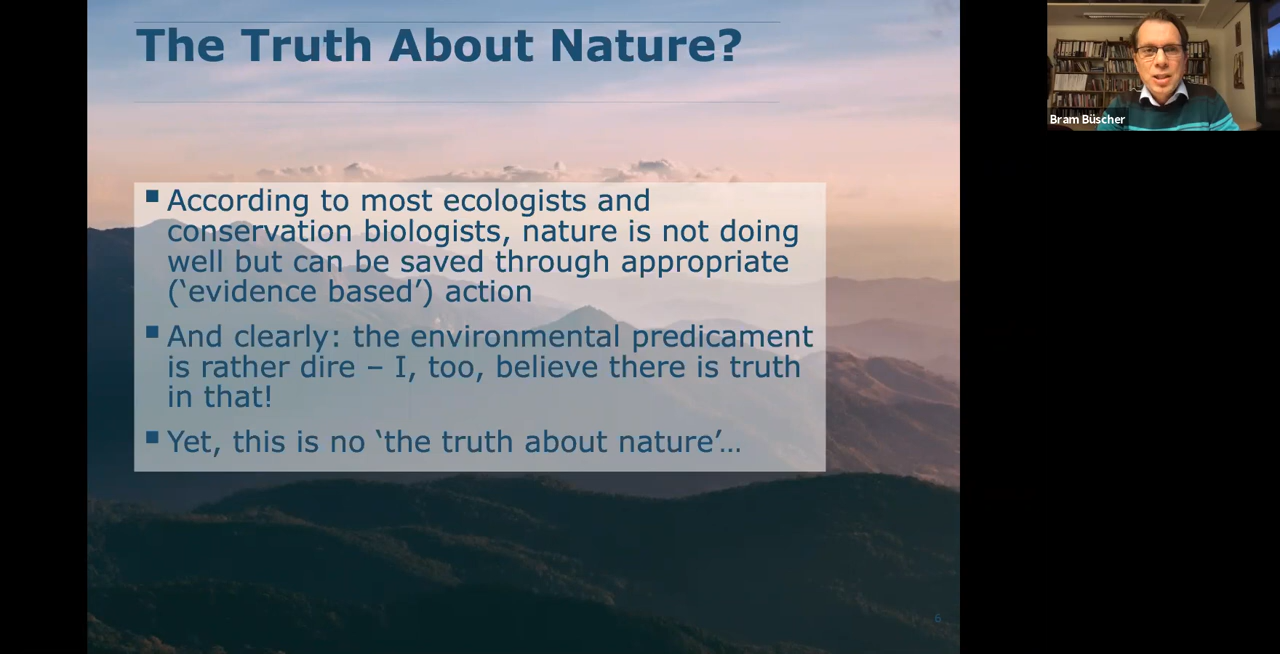 The Truth About Nature?
▪ According to most ecologists and
conservation biologists, nature is not doing
well but can be saved through appropriate
(‘evidence based’) action
▪ And clearly: the environmental predicament
is rather dire – I, too, believe there is truth
in that!
▪ Yet, this is no ‘the truth about nature’...
6
Bram Büscher